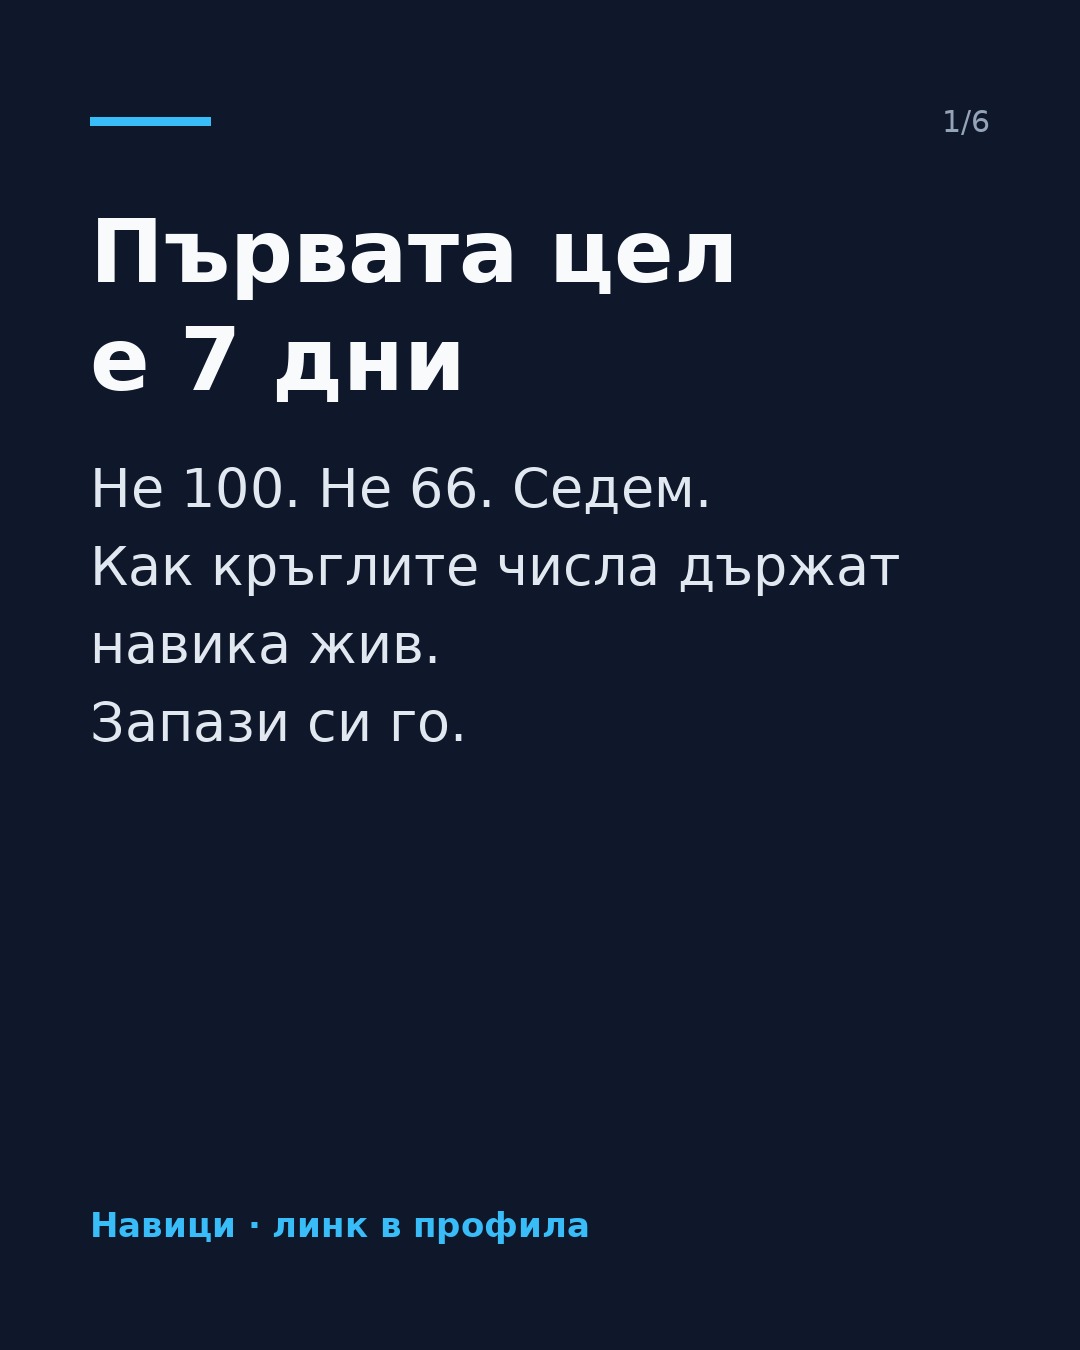 1/6
Първата цел
е 7 дни
Не 100. Не 66. Седем.
Как кръглите числа държат
навика жив.
Запази си го.
Навици · линк в профила